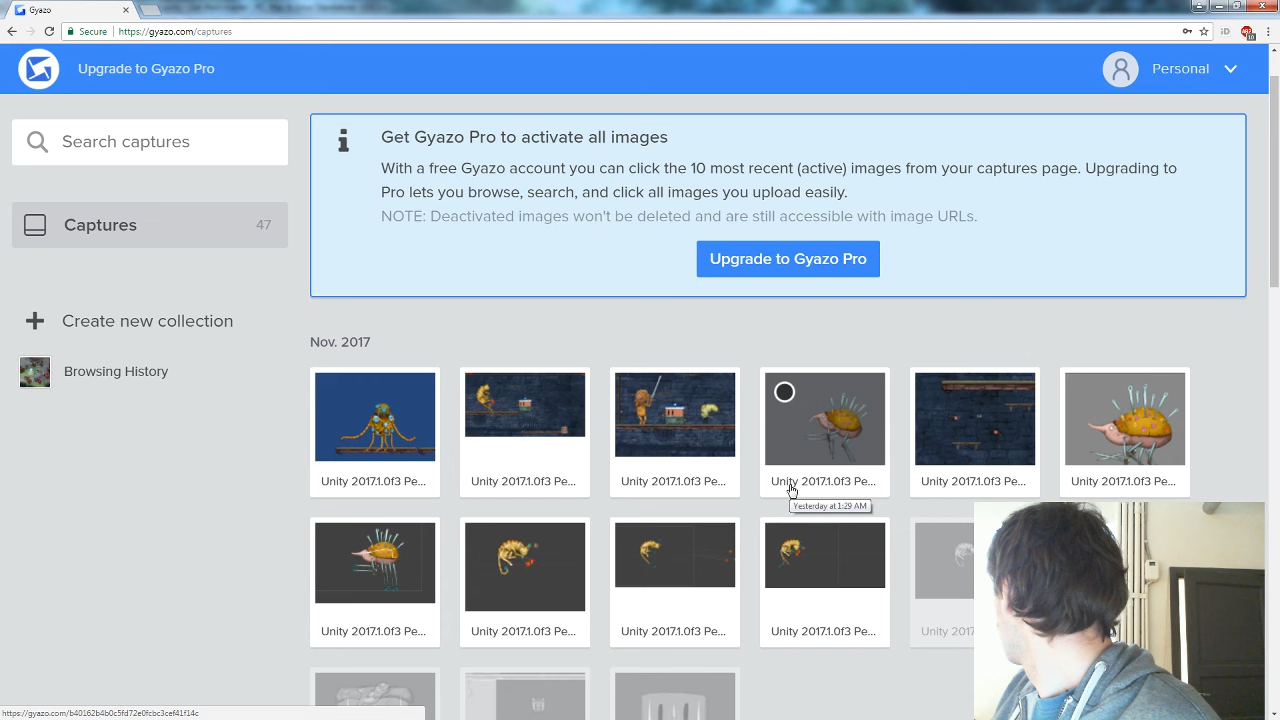 Gyazo
Secure
https://gyazo.com/captures
Upgrade to Gyazo Pro
Personal
Search captures
Captures
47
Create new collection
Browsing History
Get Gyazo Pro to activate all images
With a free Gyazo account you can click the 10 most recent (active) images from your captures page. Upgrading to
Pro lets you browse, search, and click all images you upload easily.
NOTE: Deactivated images won't be deleted and are still accessible with image URLs.
Upgrade to Gyazo Pro
Nov. 2017
Unity 2017.1.0f3 Pe...
Unity 2017.1.0f3 Pe...
Unity 2017.1.0f3 Pe...
Unity 2017.1.0f3 Pe...
Unity 2017.1.0f3 Pe...
Unity 2017.1.0f3 Pe...
Yesterday at 1:29 AM
Unity 2017.1.0f3 Pe...
Unity 2017.1.0f3 Pe...
Unity 2017.1.0f3 Pe...
Unity 2017.1.0f3 Pe...
Unity 2017
https://gyazo.com/b40162b4b0c5fd72e0fcbc3cef41f14c